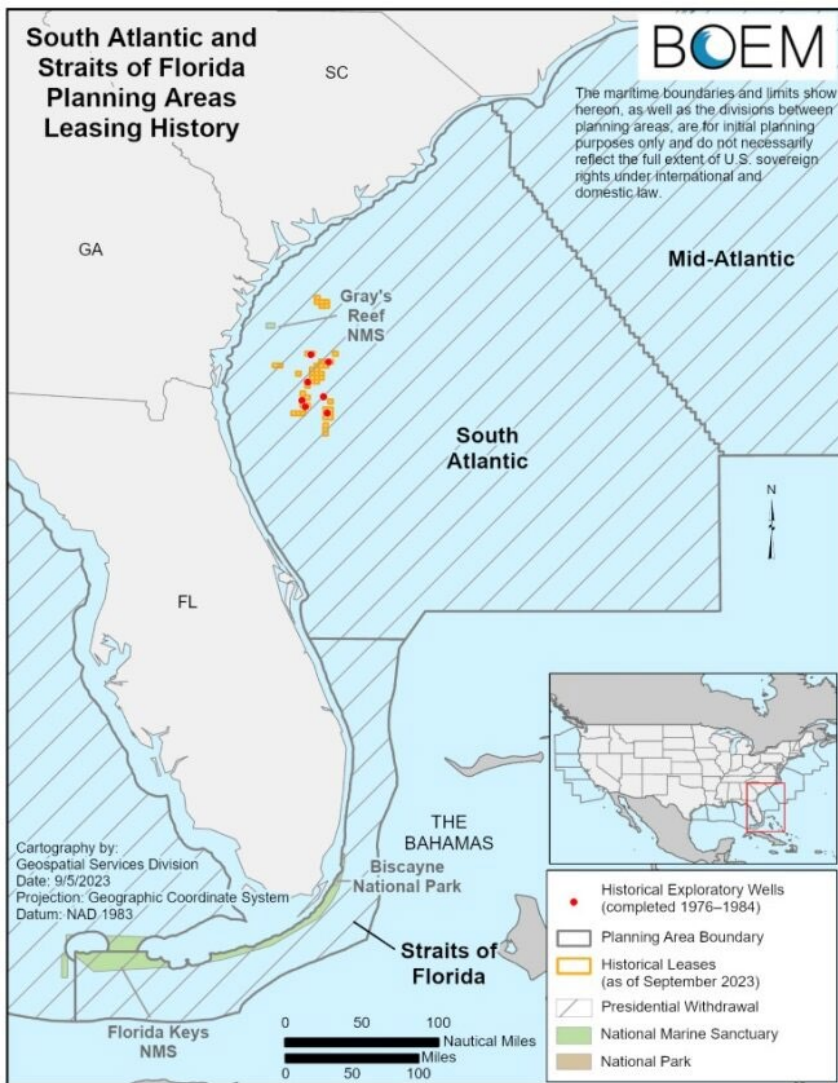 South Atlantic and
Straits of Florida
Planning Areas
Leasing History
BOEM
The maritime boundaries and limits show
hereon, as well as the divisions between
planning areas, are for initial planning
purposes only and do not necessarily
reflect the full extent of U.S. sovereign
rights under international and
domestic law.
SC
GA
Mid-Atlantic
Gray's
Reef
NMS
South
Atlantic
N
FL
THE
BAHAMAS
Cartography by:
Geospatial Services Division
Date: 9/5/2023
Projection: Geographic Coordinate System
Datum: NAD 1983
Biscayne
National Park
Straits of
Florida
Florida Keys
NMS
0 50 100
Nautical Miles
Miles
0 100
Historical Exploratory Wells
(completed 1976–1984)
Planning Area Boundary
Historical Leases
(as of September 2023)
Presidential Withdrawal
National Marine Sanctuary
National Park